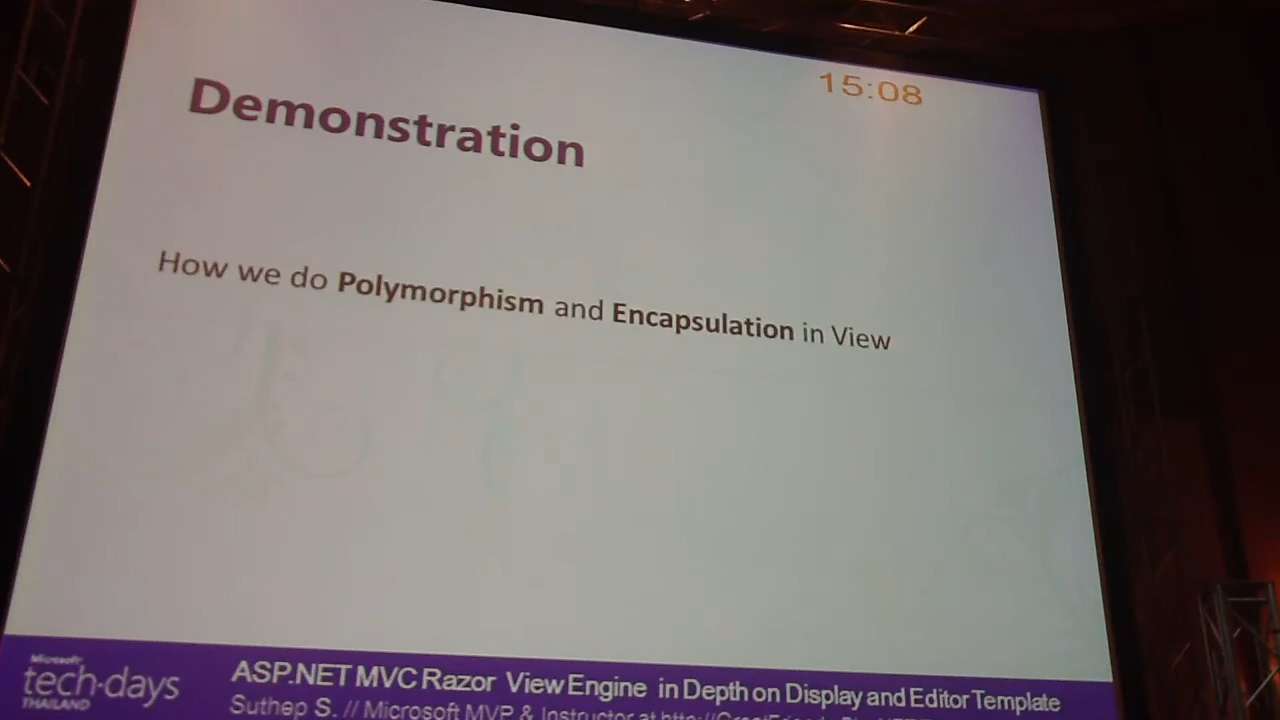 15:08
Demonstration
How we do Polymorphism and Encapsulation in View
Microsoft
tech·days
THAILAND
ASP.NET MVC Razor View Engine in Depth on Display and Editor Template
Suthep S. // Microsoft MVP & Instructor at